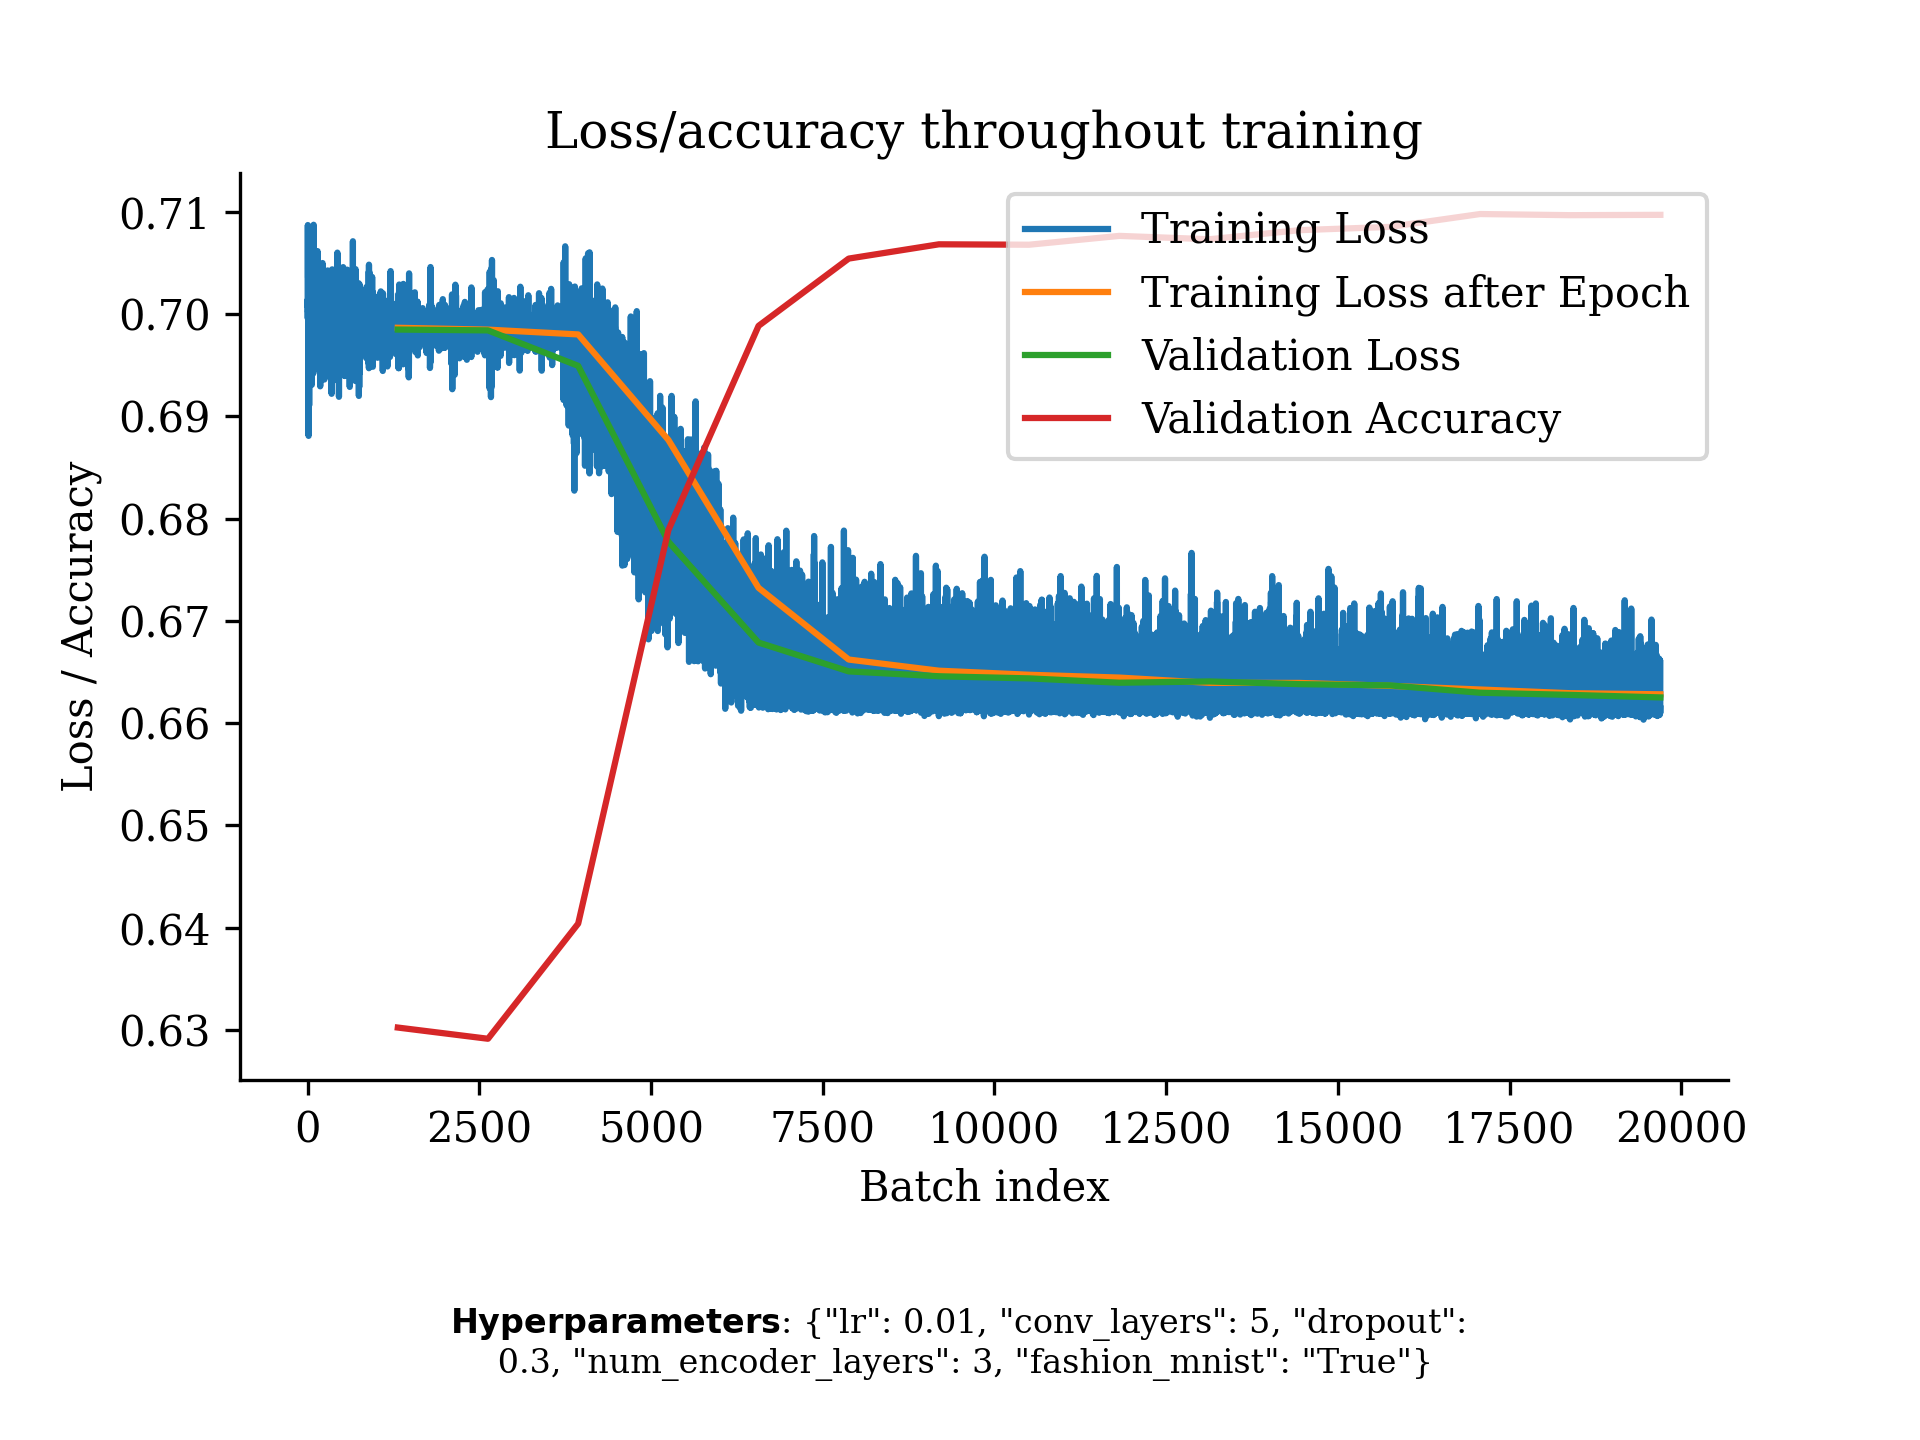 Loss/accuracy throughout training
0.71
0.70
0.69
0.68
0.67
0.66
0.65
0.64
0.63
Loss / Accuracy
Training Loss
Training Loss after Epoch
Validation Loss
Validation Accuracy
0 2500 5000 7500 10000 12500 15000 17500 20000
Batch index
Hyperparameters: {"lr": 0.01, "conv_layers": 5, "dropout":
0.3, "num_encoder_layers": 3, "fashion_mnist": "True"}